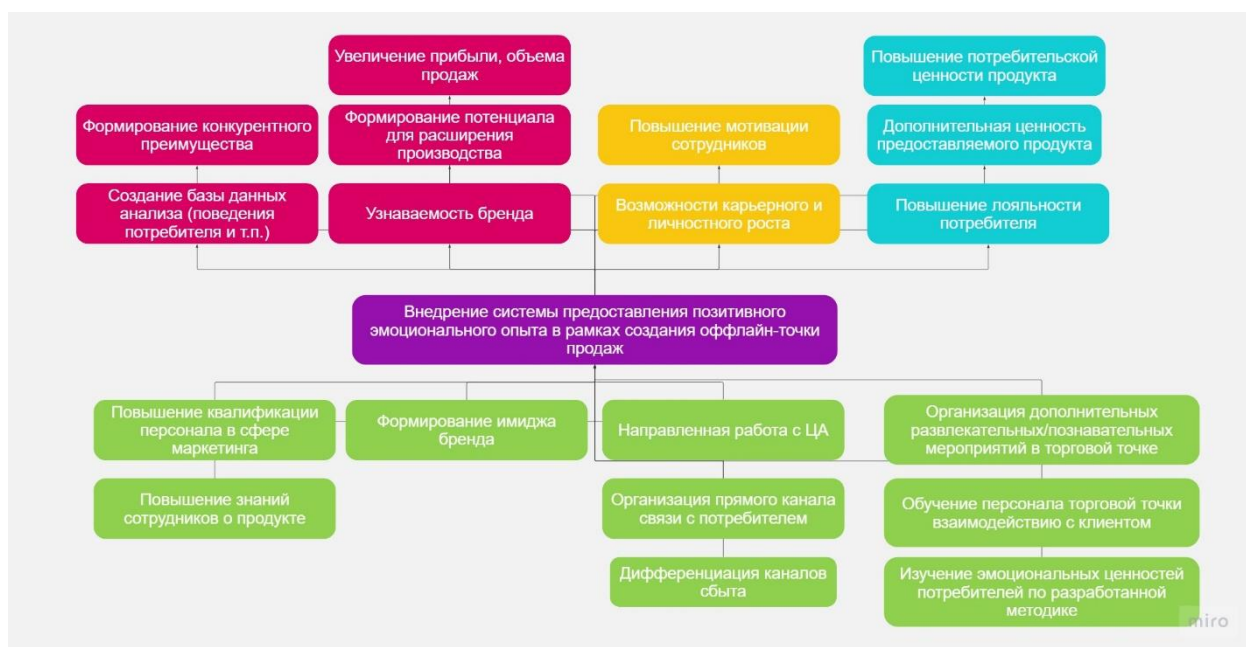 Увеличение прибыли, объема
продаж
Повышение потребительской
ценности продукта
Формирование конкурентного
преимущества
Формирование потенциала
для расширения
производства
Повышение мотивации
сотрудников
Дополнительная ценность
предоставляемого продукта
Создание базы данных
анализа (поведения
потребителя и т.п.)
Узнаваемость бренда
Возможности карьерного и
личностного роста
Повышение лояльности
потребителя
Внедрение системы предоставления позитивного
эмоционального опыта в рамках создания оффлайн-точки
продаж
Повышение квалификации
персонала в сфере
маркетинга
Формирование имиджа
бренда
Направленная работа с ЦА
Организация дополнительных
развлекательных/познавательных
мероприятий в торговой точке
Повышение знаний
сотрудников о продукте
Организация прямого канала
связи с потребителем
Обучение персонала торговой точки
взаимодействию с клиентом
Дифференциация каналов
сбыта
Изучение эмоциональных ценностей
потребителей по разработанной
методике
miro